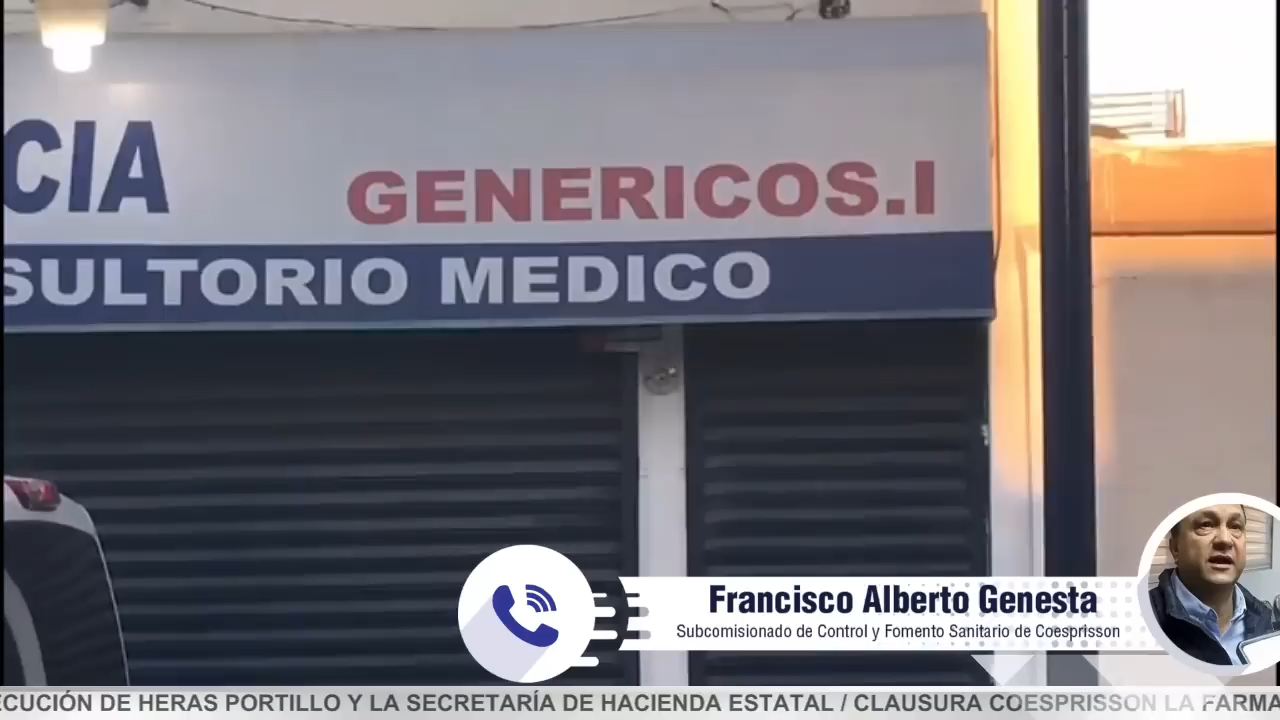 CIA
GENERICOS.I
SULTORIO MEDICO
Francisco Alberto Genesta
Subcomisionado de Control y Fomento Sanitario de Coesprisson
ECUCIÓN DE HERAS PORTILLO Y LA SECRETARÍA DE HACIENDA ESTATAL / CLAUSURA COESPRISSON LA FARMA